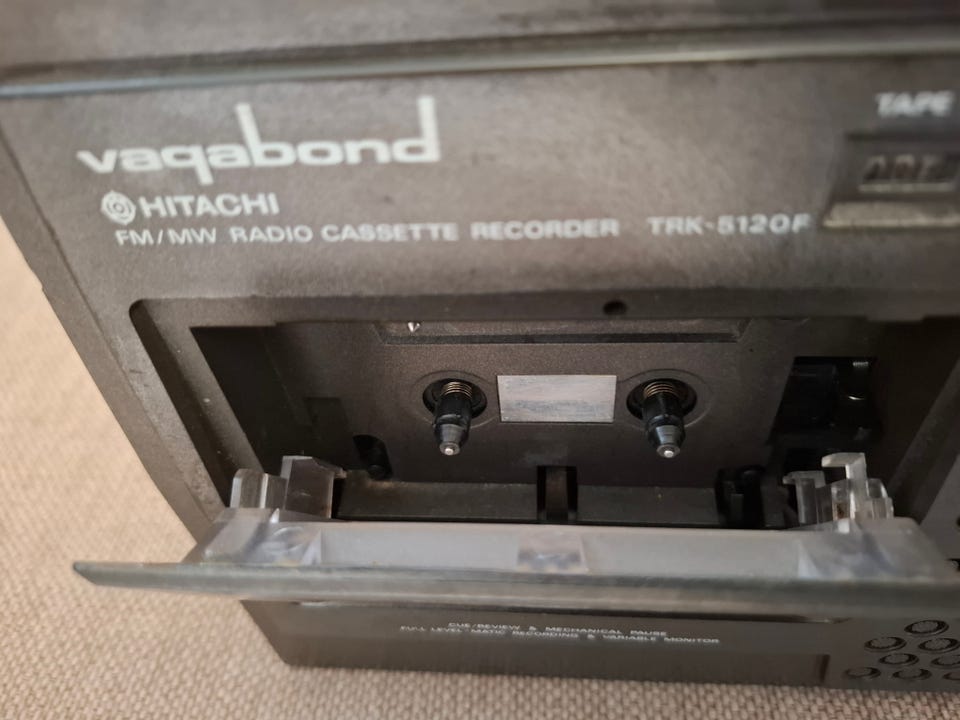 vagabond
HITACHI
FM/MW RADIO CASSETTE RECORDER TRK-5120F
TAPE
CUE/REVIEW & MECHANICAL PAUSE
FULL LEVEL-MATIC RECORDING & VARIABLE MONITOR